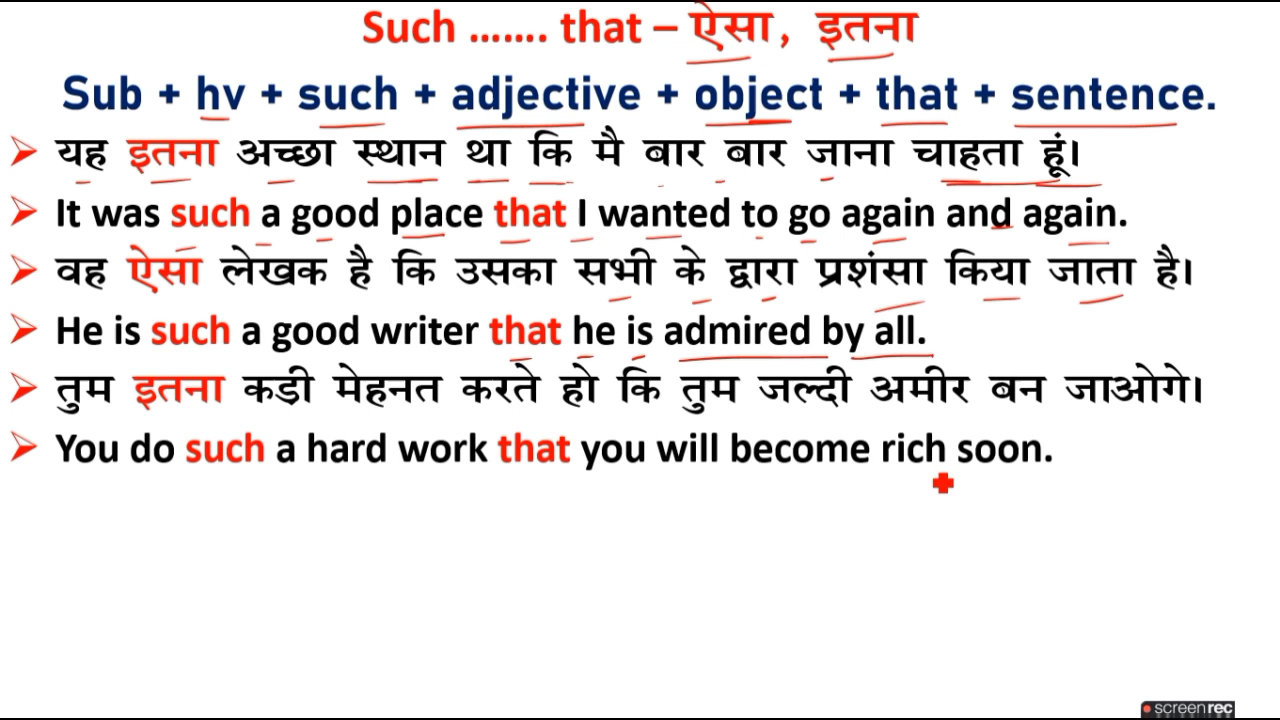 Such ....... that – ऐसा, इतना
Sub + hv + such + adjective + object + that + sentence.
➢ यह इतना अच्छा स्थान था कि मै बार बार जाना चाहता हूं।
➢ It was such a good place that I wanted to go again and again.
➢ वह ऐसा लेखक है कि उसका सभी के द्वारा प्रशंसा किया जाता है।
➢ He is such a good writer that he is admired by all.
➢ तुम इतना कडी मेहनत करते हो कि तुम जल्दी अमीर बन जाओगे।
➢ You do such a hard work that you will become rich soon.
screenrec